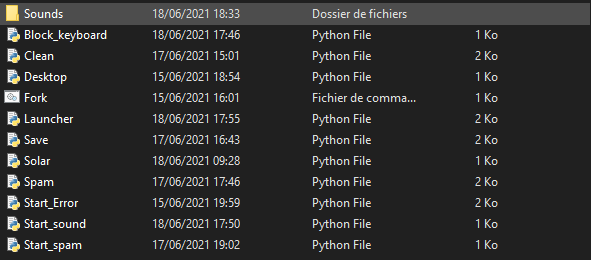 Sounds 18/06/2021 18:33 Dossier de fichiers
Block_keyboard 18/06/2021 17:46 Python File 1 Ko
Clean 17/06/2021 15:01 Python File 2 Ko
Desktop 15/06/2021 18:54 Python File 1 Ko
Fork 15/06/2021 16:01 Fichier de comma... 1 Ko
Launcher 18/06/2021 17:55 Python File 2 Ko
Save 17/06/2021 16:43 Python File 2 Ko
Solar 18/06/2021 09:28 Python File 1 Ko
Spam 17/06/2021 17:46 Python File 2 Ko
Start_Error 15/06/2021 19:59 Python File 2 Ko
Start_sound 18/06/2021 17:50 Python File 1 Ko
Start_spam 17/06/2021 19:02 Python File 1 Ko